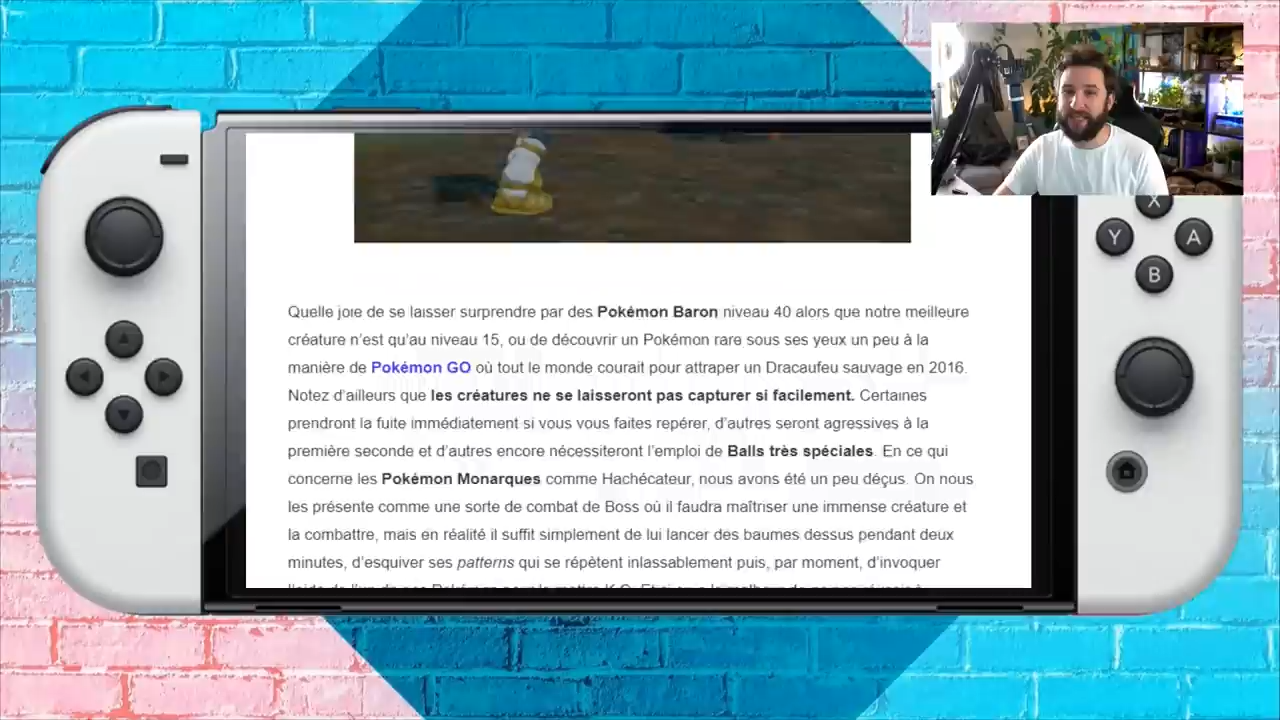 X
Y
A
B
Quelle joie de se laisser surprendre par des Pokémon Baron niveau 40 alors que notre meilleure
créature n'est qu'au niveau 15, ou de découvrir un Pokémon rare sous ses yeux un peu à la
manière de Pokémon GO où tout le monde courait pour attraper un Dracaufeu sauvage en 2016.
Notez d'ailleurs que les créatures ne se laisseront pas capturer si facilement. Certaines
prendront la fuite immédiatement si vous vous faites repérer, d'autres seront agressives à la
première seconde et d'autres encore nécessiteront l'emploi de Balls très spéciales. En ce qui
concerne les Pokémon Monarques comme Hachécateur, nous avons été un peu déçus. On nous
les présente comme une sorte de combat de Boss où il faudra maîtriser une immense créature et
la combattre, mais en réalité il suffit simplement de lui lancer des baumes dessus pendant deux
minutes, d'esquiver ses patterns qui se répètent inlassablement puis, par moment, d'invoquer